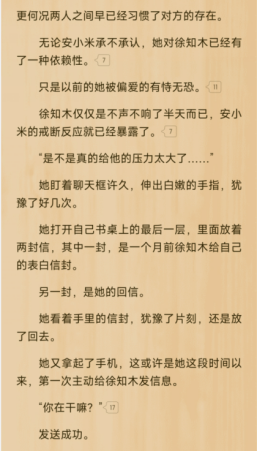 更何况两人之间早已经习惯了对方的存在。
无论安小米承不承认，她对徐知木已经有
了一种依赖性。 7
只是以前的她被偏爱的有恃无恐。 11
徐知木仅仅是不声不响了半天而已，安小
米的戒断反应就已经暴露了。 7
“是不是真的给他的压力太大了……”
她盯着聊天框许久，伸出白嫩的手指，犹
豫了好几次。
她打开自己书桌上的最后一层，里面放着
两封信，其中一封，是一个月前徐知木给自己
的表白信封。
另一封，是她的回信。
她看着手里的信封，犹豫了片刻，还是放
了回去。
她又拿起了手机，这或许是她这段时间以
来，第一次主动给徐知木发信息。
“你在干嘛？” 17
发送成功。